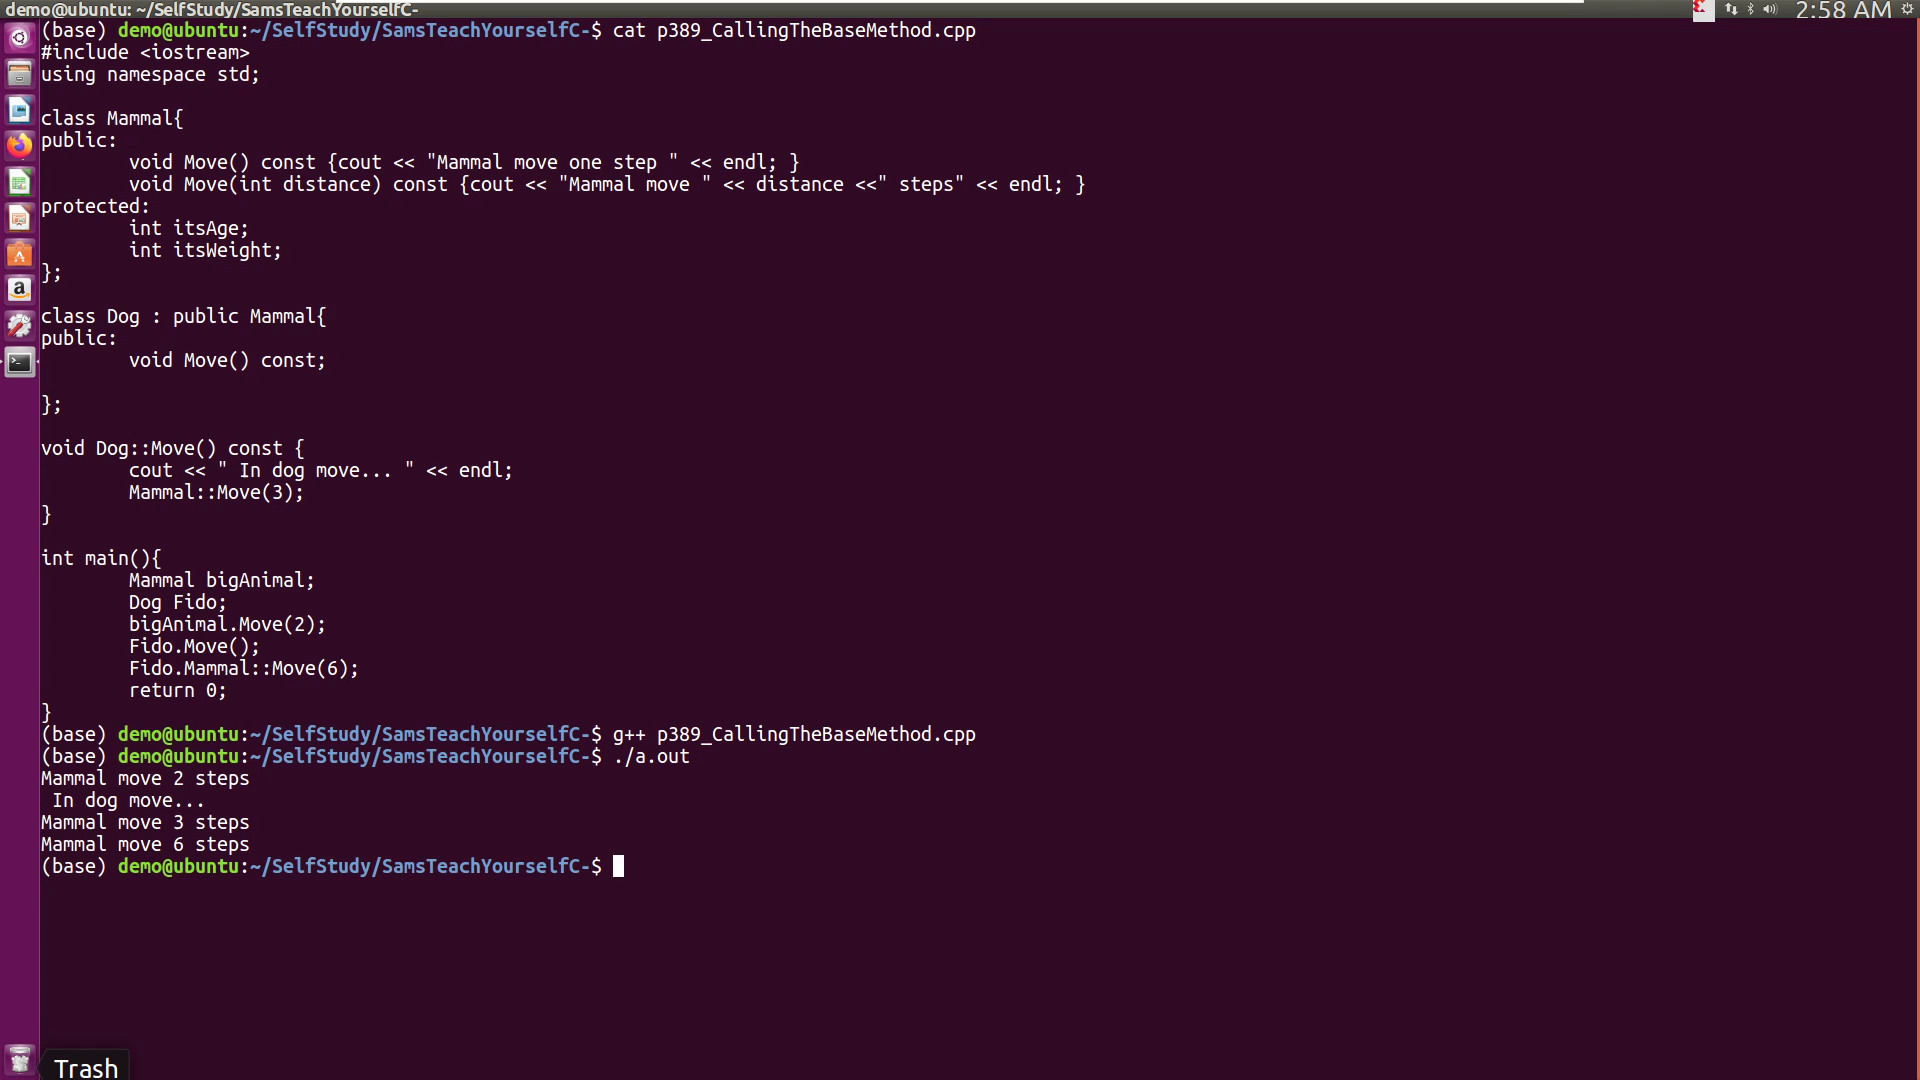 demo@ubuntu: ~/SelfStudy/SamsTeachYourselfC-
2:58 AM
(base) demo@ubuntu:~/SelfStudy/SamsTeachYourselfC-$ cat p389_CallingTheBaseMethod.cpp
#include <iostream>
using namespace std;

class Mammal{
public:
        void Move() const {cout << "Mammal move one step " << endl; }
        void Move(int distance) const {cout << "Mammal move " << distance <<" steps" << endl; }
protected:
        int itsAge;
        int itsWeight;
};

class Dog : public Mammal{
public:
        void Move() const;

};

void Dog::Move() const {
        cout << " In dog move... " << endl;
        Mammal::Move(3);
}

int main(){
        Mammal bigAnimal;
        Dog Fido;
        bigAnimal.Move(2);
        Fido.Move();
        Fido.Mammal::Move(6);
        return 0;
}
(base) demo@ubuntu:~/SelfStudy/SamsTeachYourselfC-$ g++ p389_CallingTheBaseMethod.cpp
(base) demo@ubuntu:~/SelfStudy/SamsTeachYourselfC-$ ./a.out
Mammal move 2 steps
 In dog move...
Mammal move 3 steps
Mammal move 6 steps
(base) demo@ubuntu:~/SelfStudy/SamsTeachYourselfC-$
Trash